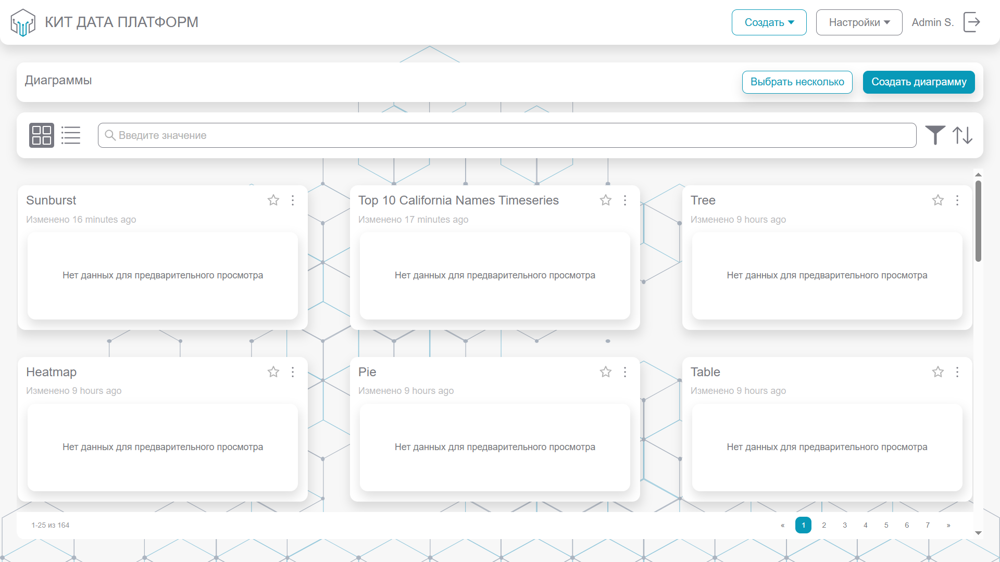 КИТ ДАТА ПЛАТФОРМ
Создать
Настройки
Admin S.
Диаграммы
Выбрать несколько
Создать диаграмму
Введите значение
Sunburst
Изменено 16 minutes ago
Нет данных для предварительного просмотра
Top 10 California Names Timeseries
Изменено 17 minutes ago
Нет данных для предварительного просмотра
Tree
Изменено 9 hours ago
Нет данных для предварительного просмотра
Heatmap
Изменено 9 hours ago
Нет данных для предварительного просмотра
Pie
Изменено 9 hours ago
Нет данных для предварительного просмотра
Table
Изменено 9 hours ago
Нет данных для предварительного просмотра
1-25 из 164
« 1 2 3 4 5 6 7 »